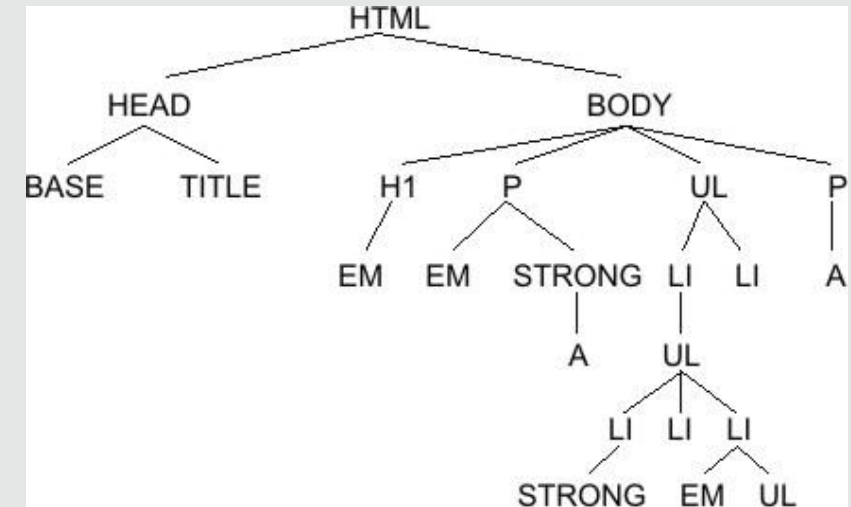 HTML
HEAD BODY
BASE TITLE H1 P UL P
EM EM STRONG LI LI A
A UL
LI LI LI
STRONG EM UL